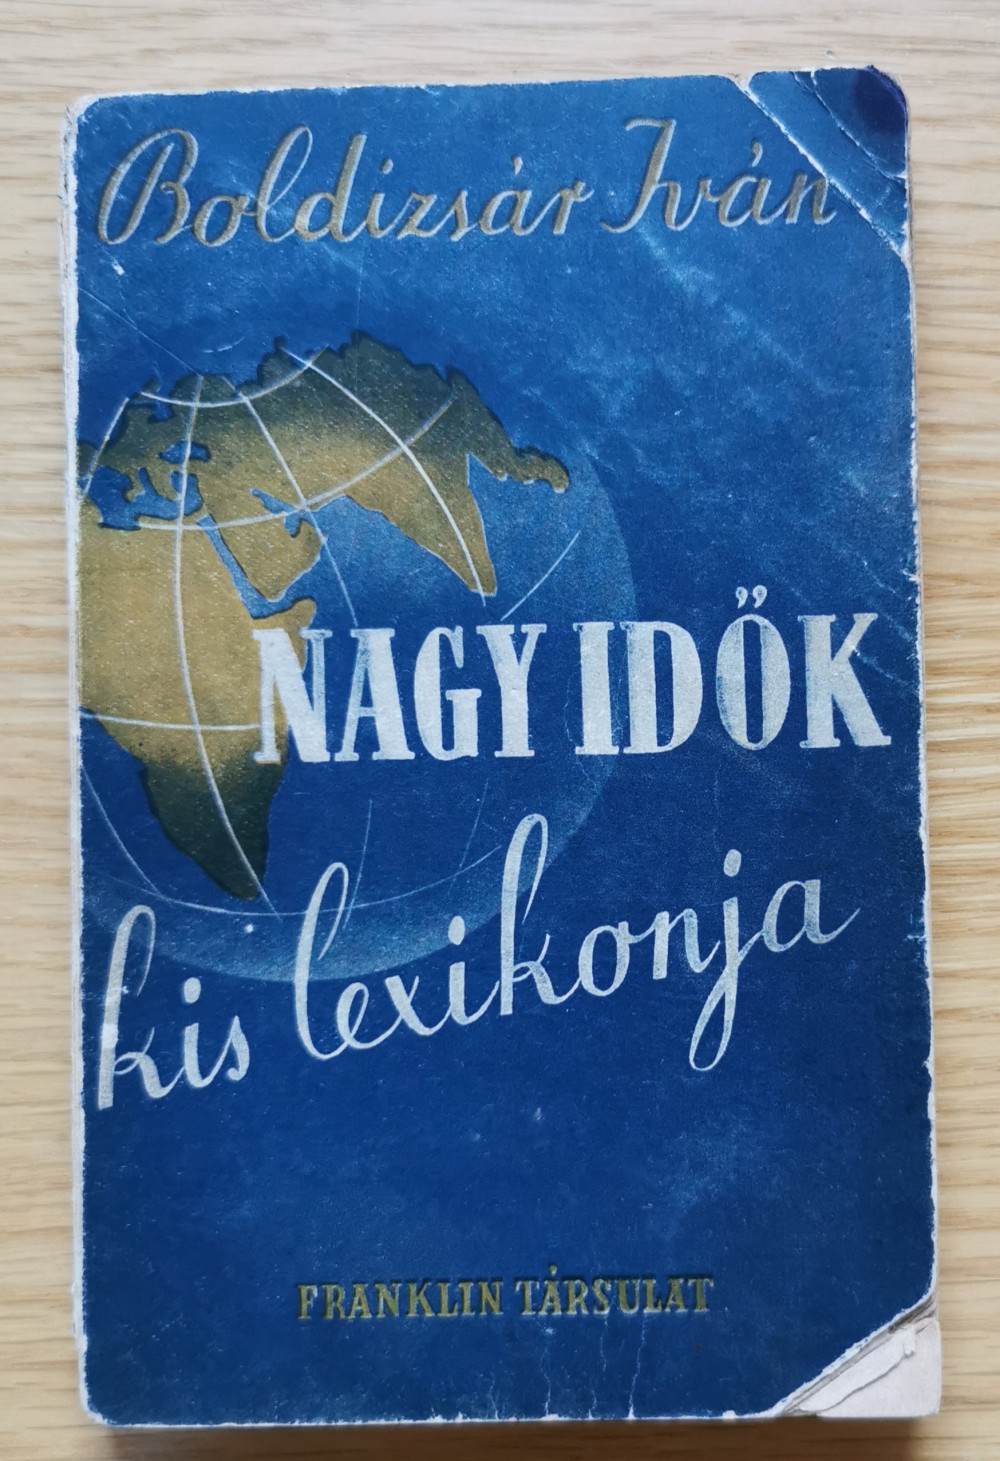 Boldizsár Iván
NAGY IDŐK
kis lexikonja
FRANKLIN TÁRSULAT